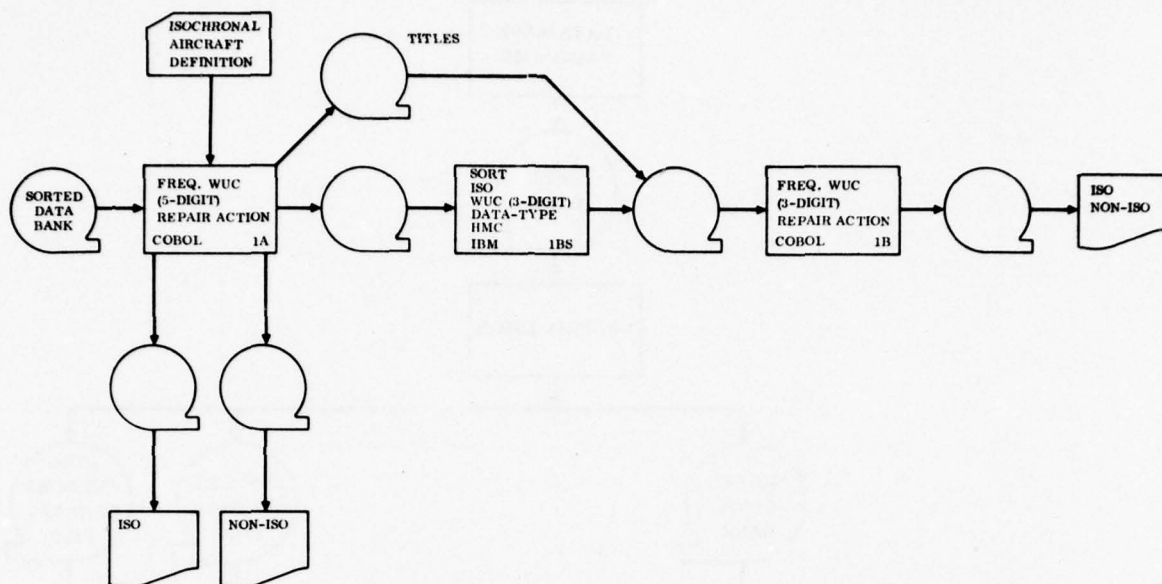 ISOCHRONAL
AIRCRAFT
DEFINITION
TITLES
SORTED
DATA
BANK
FREQ. WUC
(5-DIGIT)
REPAIR ACTION
COBOL 1A
SORT
ISO
WUC (3-DIGIT)
DATA-TYPE
HMC
IBM 1BS
FREQ. WUC
(3-DIGIT)
REPAIR ACTION
COBOL 1B
ISO
NON-ISO
ISO
NON-ISO